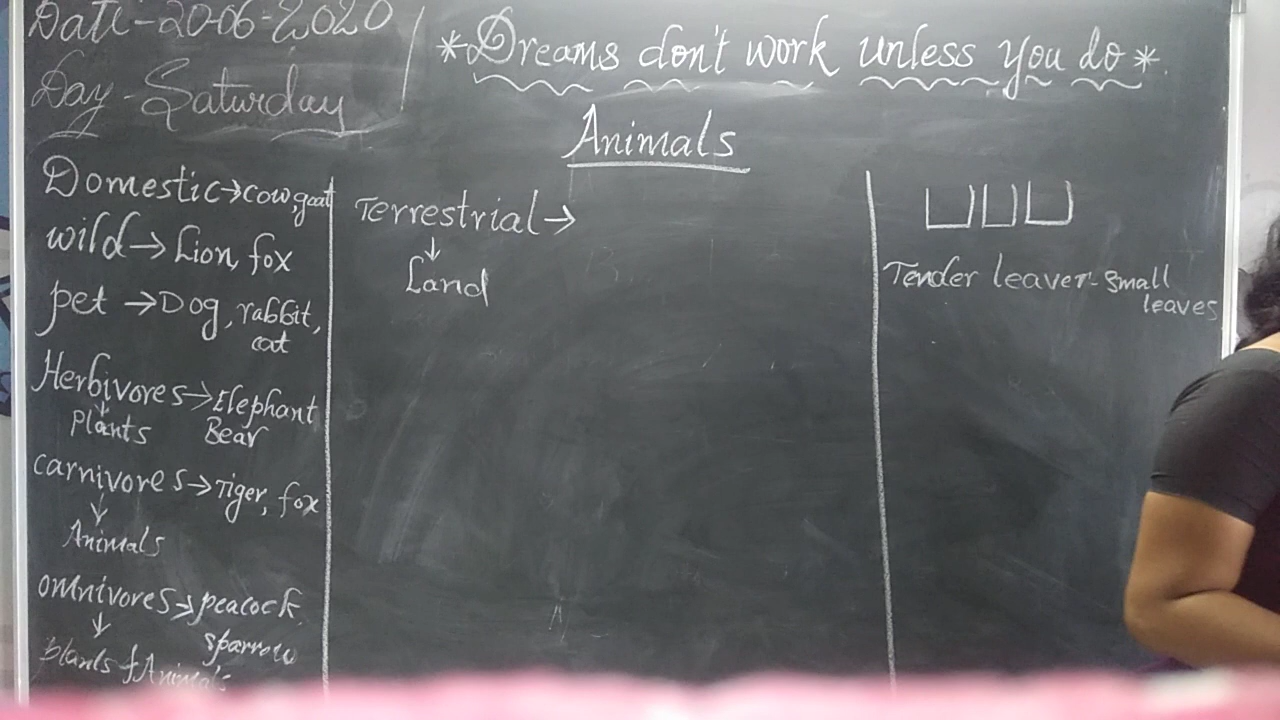 Date-20-06-2020
Day-Saturday
*Dreams don't work unless you do*
Animals
Domestic→cow,goat
wild→Lion, fox
pet →Dog, rabbit,
cat
Herbivores→Elephant
Plants Bear
carnivores→Tiger, fox
Animals
omnivores→peacock
sparrow
plants + Animals
Terrestrial→
Land
Tender leaver-small
leaves